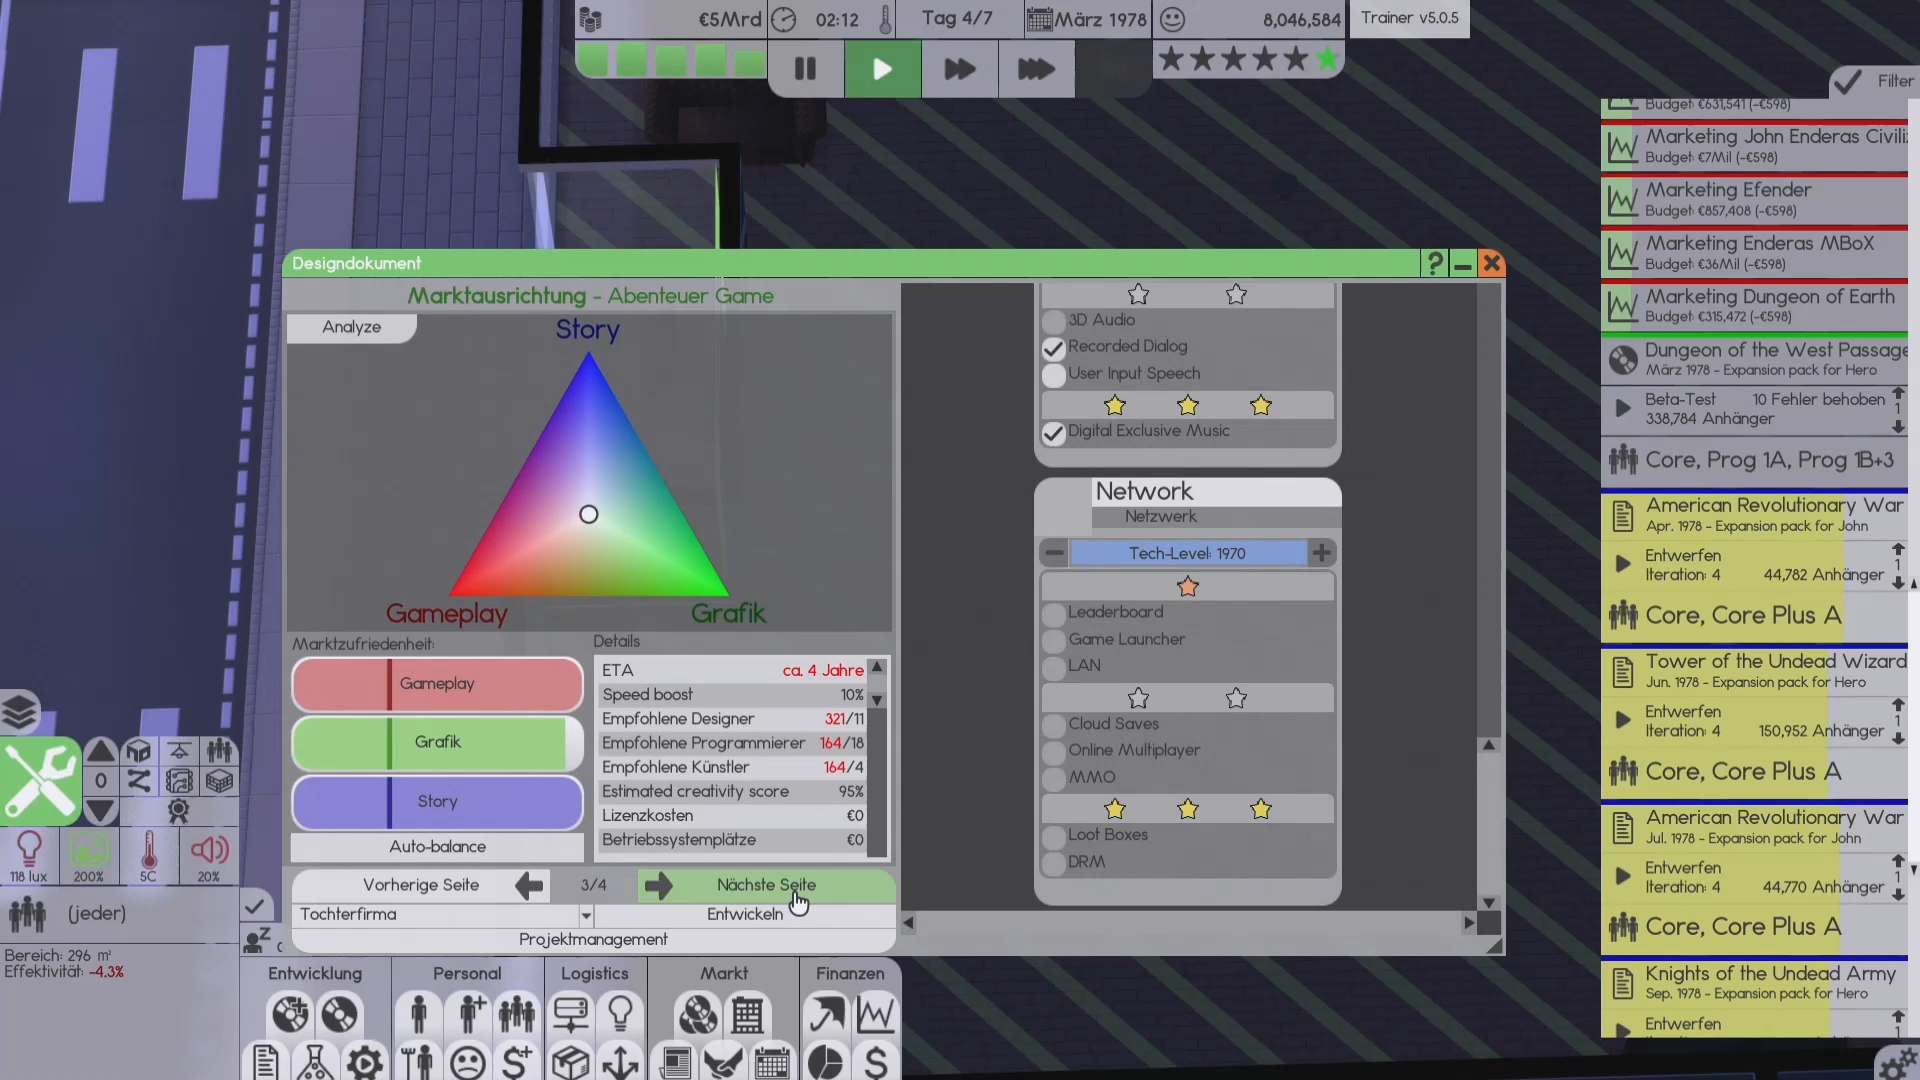 €5Mrd
02:12
Tag 4/7
März 1978
8,046,584
Trainer v5.0.5
Filter
Budget: €631,541 (-€598)
Marketing John Enderas Civili
Budget: €7Mil (-€598)
Marketing Efender
Budget: €857,408 (-€598)
Marketing Enderas MBoX
Budget: €36Mil (-€598)
Marketing Dungeon of Earth
Budget: €315,472 (-€598)
Dungeon of the West Passage
März 1978 - Expansion pack for Hero
Beta-Test 10 Fehler behoben
338,784 Anhänger
1
Core, Prog 1A, Prog 1B+3
American Revolutionary War
Apr. 1978 - Expansion pack for John
Entwerfen
Iteration: 4 44,782 Anhänger
1
Core, Core Plus A
Tower of the Undead Wizard
Jun. 1978 - Expansion pack for Hero
Entwerfen
Iteration: 4 150,952 Anhänger
1
Core, Core Plus A
American Revolutionary War
Jul. 1978 - Expansion pack for John
Entwerfen
Iteration: 4 44,770 Anhänger
1
Core, Core Plus A
Knights of the Undead Army
Sep. 1978 - Expansion pack for Hero
Entwerfen
Designdokument
?
Marktausrichtung - Abenteuer Game
Analyze
Story
Gameplay
Grafik
Marktzufriedenheit:
Gameplay
Grafik
Story
Auto-balance
Details
ETA ca. 4 Jahre
Speed boost 10%
Empfohlene Designer 321/11
Empfohlene Programmierer 164/18
Empfohlene Künstler 164/4
Estimated creativity score 95%
Lizenzkosten €0
Betriebssystemplätze €0
Vorherige Seite
3/4
Nächste Seite
Tochterfirma
Entwickeln
Projektmanagement
3D Audio
Recorded Dialog
User Input Speech
Digital Exclusive Music
Network
Netzwerk
Tech-Level: 1970
Leaderboard
Game Launcher
LAN
Cloud Saves
Online Multiplayer
MMO
Loot Boxes
DRM
0
118 lux
200%
5C
20%
(jeder)
Bereich: 296 m²
Effektivität: -4.3%
Entwicklung
Personal
Logistics
Markt
Finanzen